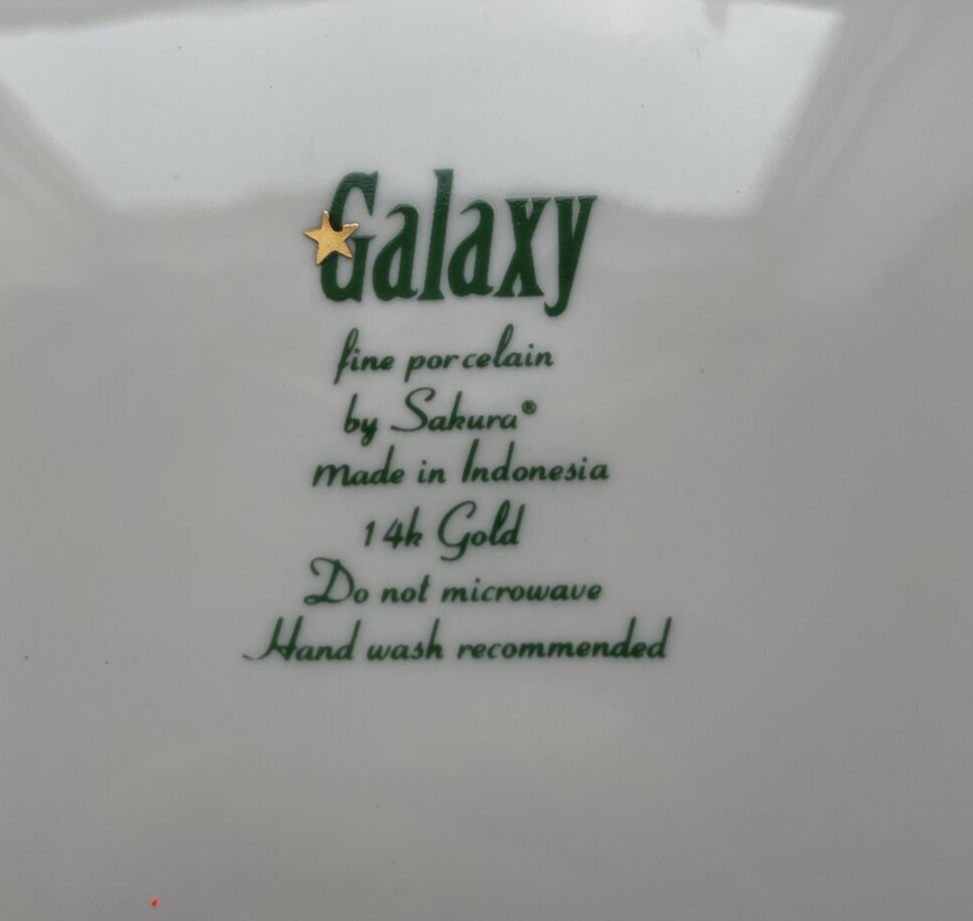 Galaxy
fine porcelain
by Sakura®
made in Indonesia
14k Gold
Do not microwave
Hand wash recommended